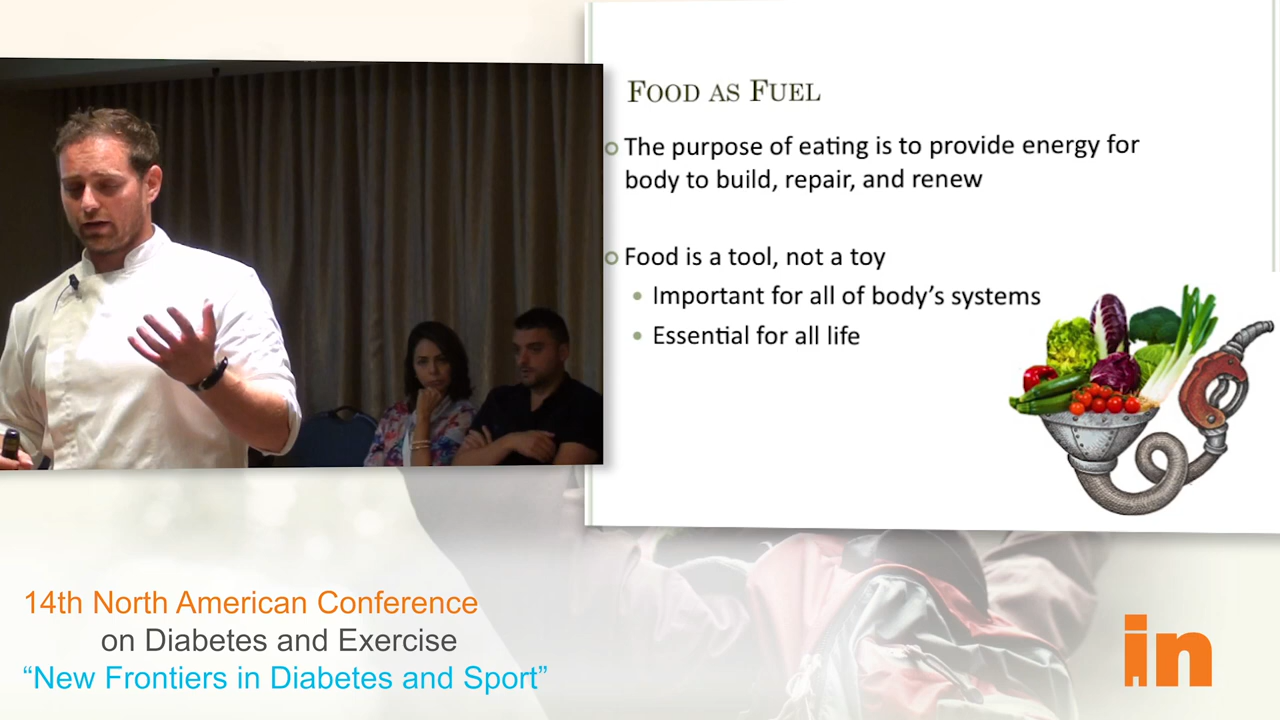 FOOD AS FUEL
The purpose of eating is to provide energy for
body to build, repair, and renew
Food is a tool, not a toy
Important for all of body's systems
Essential for all life
14th North American Conference
on Diabetes and Exercise
“New Frontiers in Diabetes and Sport”
in